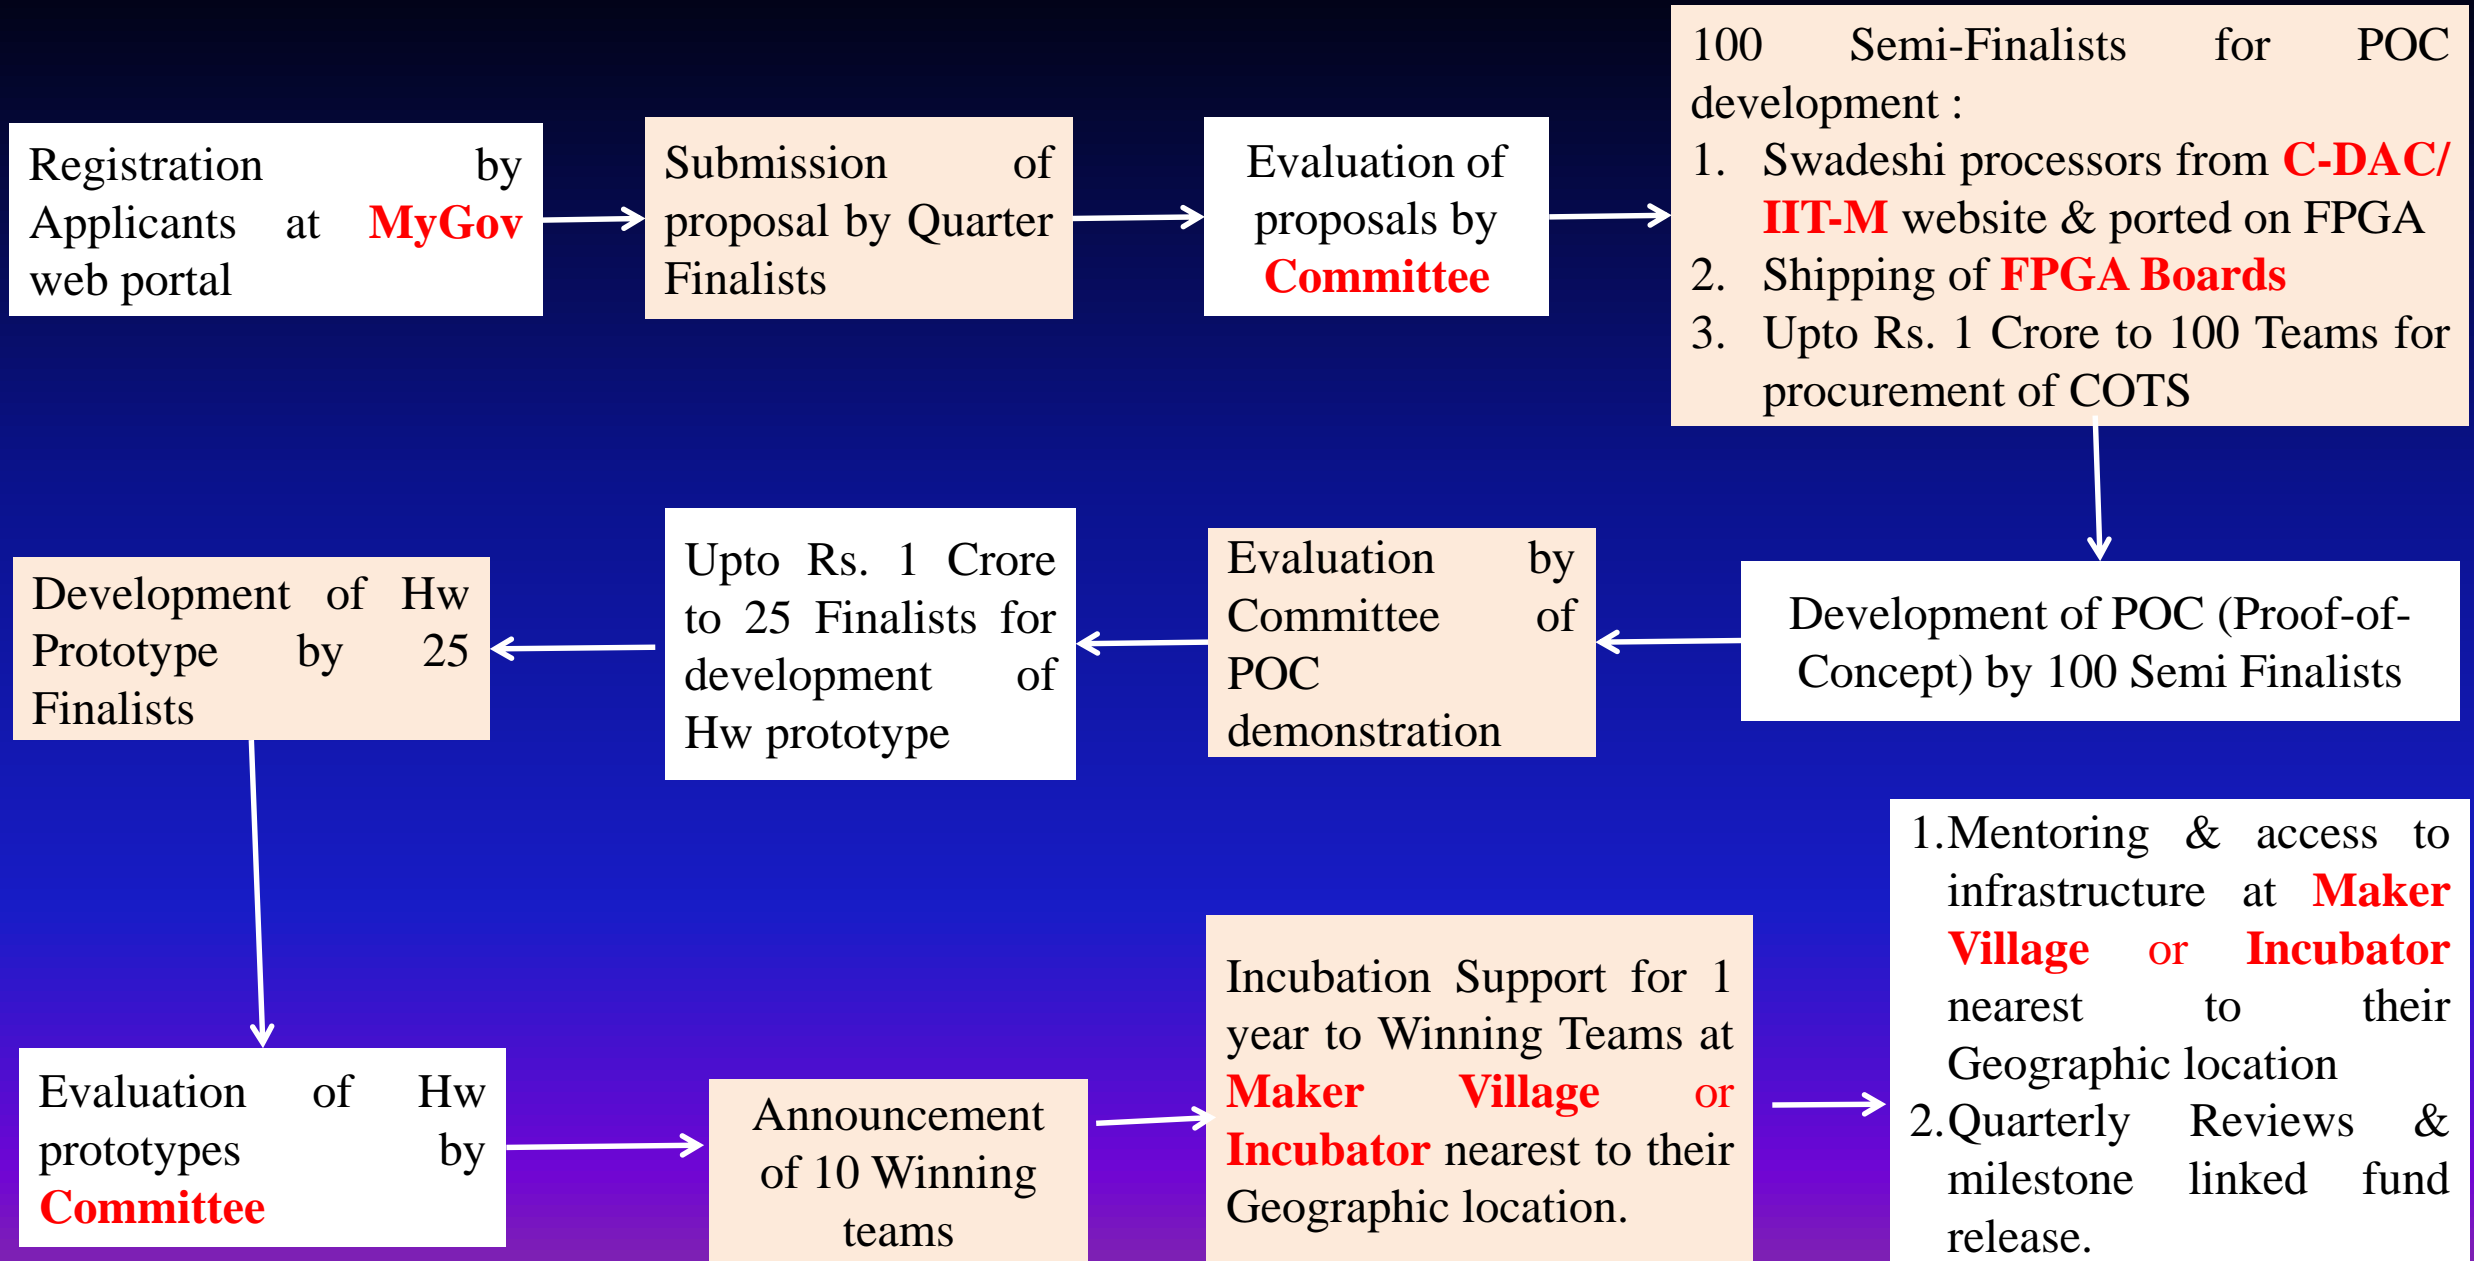 Registration by
Applicants at MyGov
web portal
Submission of
proposal by Quarter
Finalists
Evaluation of
proposals by
Committee
100 Semi-Finalists for POC
development :
1. Swadeshi processors from C-DAC/
IIT-M website & ported on FPGA
2. Shipping of FPGA Boards
3. Upto Rs. 1 Crore to 100 Teams for
procurement of COTS
Development of POC (Proof-of-
Concept) by 100 Semi Finalists
Evaluation by
Committee of
POC
demonstration
Upto Rs. 1 Crore
to 25 Finalists for
development of
Hw prototype
Development of Hw
Prototype by 25
Finalists
Evaluation of Hw
prototypes by
Committee
Announcement
of 10 Winning
teams
Incubation Support for 1
year to Winning Teams at
Maker Village or
Incubator nearest to their
Geographic location.
1.Mentoring & access to
infrastructure at Maker
Village or Incubator
nearest to their
Geographic location
2.Quarterly Reviews &
milestone linked fund
release.